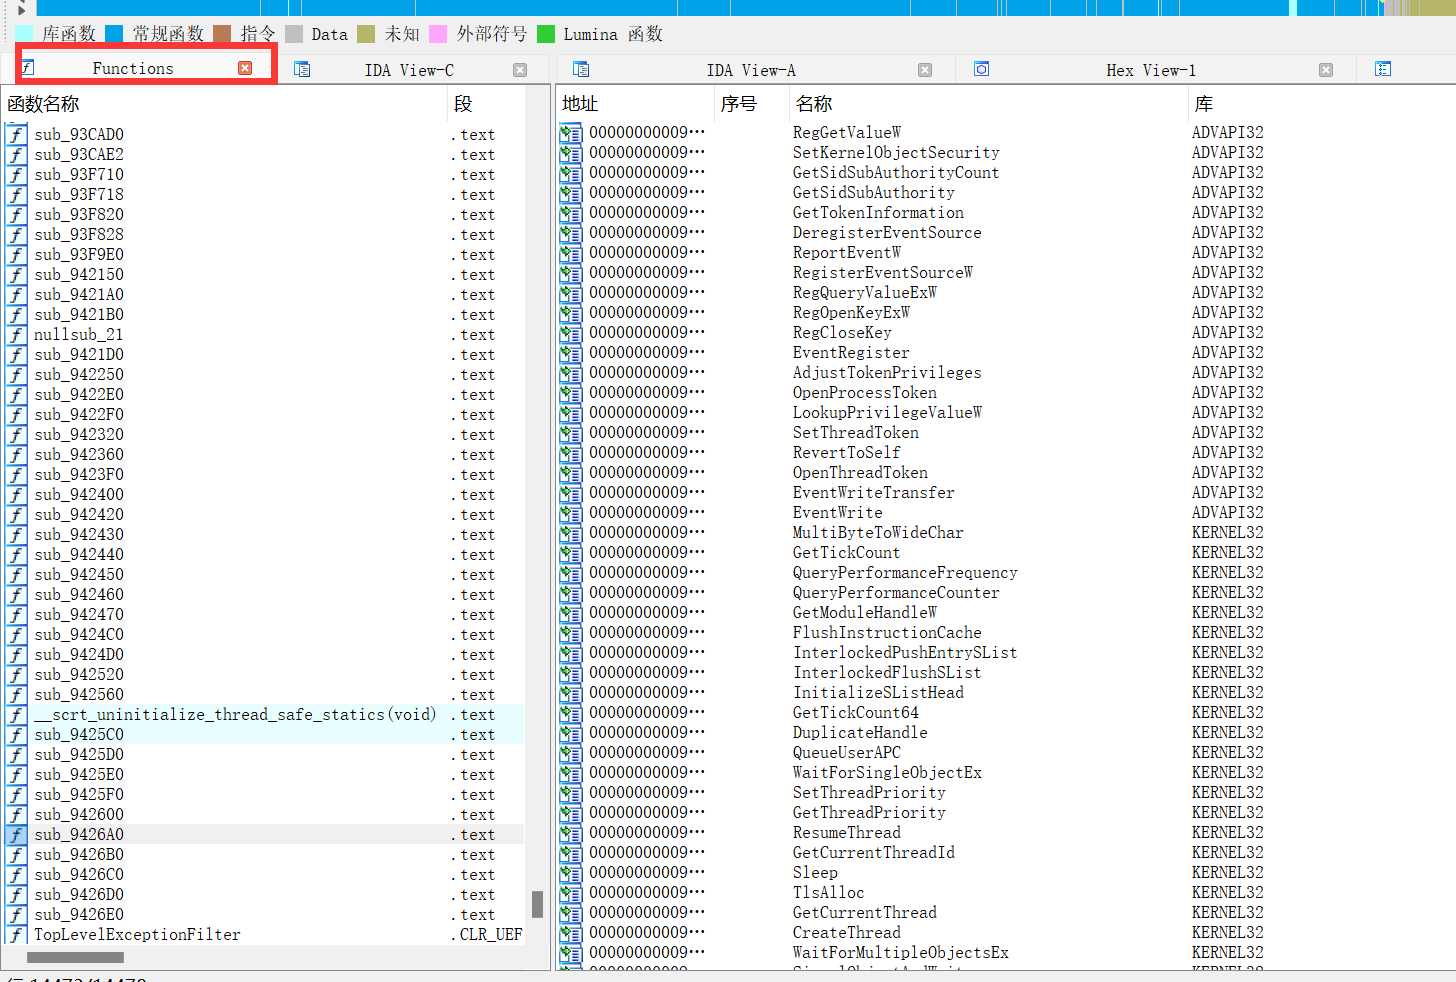 库函数 常规函数 指令 Data 未知 外部符号 Lumina 函数
Functions IDA View-C IDA View-A Hex View-1
函数名称 段
sub_93CAD0 .text
sub_93CAE2 .text
sub_93F710 .text
sub_93F718 .text
sub_93F820 .text
sub_93F828 .text
sub_93F9E0 .text
sub_942150 .text
sub_9421A0 .text
sub_9421B0 .text
nullsub_21 .text
sub_9421D0 .text
sub_942250 .text
sub_9422E0 .text
sub_9422F0 .text
sub_942320 .text
sub_942360 .text
sub_9423F0 .text
sub_942400 .text
sub_942420 .text
sub_942430 .text
sub_942440 .text
sub_942450 .text
sub_942460 .text
sub_942470 .text
sub_9424C0 .text
sub_9424D0 .text
sub_942520 .text
sub_942560 .text
__scrt_uninitialize_thread_safe_statics(void) .text
sub_9425C0 .text
sub_9425D0 .text
sub_9425E0 .text
sub_9425F0 .text
sub_942600 .text
sub_9426A0 .text
sub_9426B0 .text
sub_9426C0 .text
sub_9426D0 .text
sub_9426E0 .text
TopLevelExceptionFilter .CLR_UEF
地址 序号 名称 库
00000000009… RegGetValueW ADVAPI32
00000000009… SetKernelObjectSecurity ADVAPI32
00000000009… GetSidSubAuthorityCount ADVAPI32
00000000009… GetSidSubAuthority ADVAPI32
00000000009… GetTokenInformation ADVAPI32
00000000009… DeregisterEventSource ADVAPI32
00000000009… ReportEventW ADVAPI32
00000000009… RegisterEventSourceW ADVAPI32
00000000009… RegQueryValueExW ADVAPI32
00000000009… RegOpenKeyExW ADVAPI32
00000000009… RegCloseKey ADVAPI32
00000000009… EventRegister ADVAPI32
00000000009… AdjustTokenPrivileges ADVAPI32
00000000009… OpenProcessToken ADVAPI32
00000000009… LookupPrivilegeValueW ADVAPI32
00000000009… SetThreadToken ADVAPI32
00000000009… RevertToSelf ADVAPI32
00000000009… OpenThreadToken ADVAPI32
00000000009… EventWriteTransfer ADVAPI32
00000000009… EventWrite ADVAPI32
00000000009… MultiByteToWideChar KERNEL32
00000000009… GetTickCount KERNEL32
00000000009… QueryPerformanceFrequency KERNEL32
00000000009… QueryPerformanceCounter KERNEL32
00000000009… GetModuleHandleW KERNEL32
00000000009… FlushInstructionCache KERNEL32
00000000009… InterlockedPushEntrySList KERNEL32
00000000009… InterlockedFlushSList KERNEL32
00000000009… InitializeSListHead KERNEL32
00000000009… GetTickCount64 KERNEL32
00000000009… DuplicateHandle KERNEL32
00000000009… QueueUserAPC KERNEL32
00000000009… WaitForSingleObjectEx KERNEL32
00000000009… SetThreadPriority KERNEL32
00000000009… GetThreadPriority KERNEL32
00000000009… ResumeThread KERNEL32
00000000009… GetCurrentThreadId KERNEL32
00000000009… Sleep KERNEL32
00000000009… TlsAlloc KERNEL32
00000000009… GetCurrentThread KERNEL32
00000000009… CreateThread KERNEL32
00000000009… WaitForMultipleObjectsEx KERNEL32